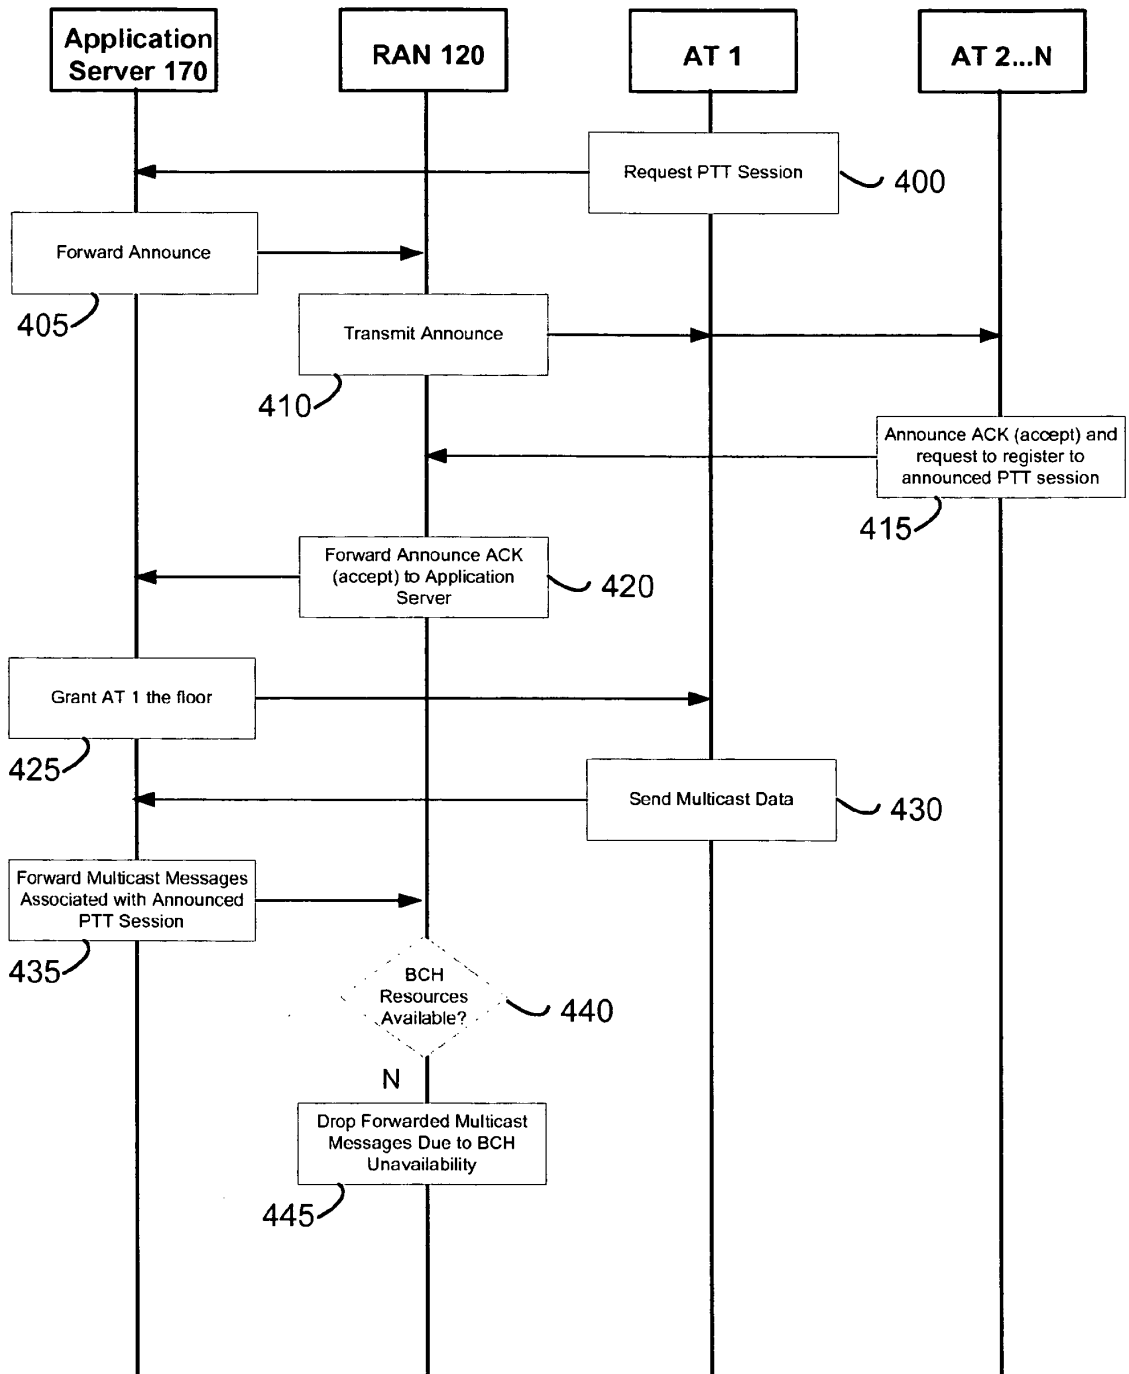 Application
Server 170
RAN 120
AT 1
AT 2...N
Request PTT Session
400
Forward Announce
405
Transmit Announce
410
Announce ACK (accept) and
request to register to
announced PTT session
415
Forward Announce ACK
(accept) to Application
Server
420
Grant AT 1 the floor
425
Send Multicast Data
430
Forward Multicast Messages
Associated with Announced
PTT Session
435
BCH
Resources
Available?
440
N
Drop Forwarded Multicast
Messages Due to BCH
Unavailability
445